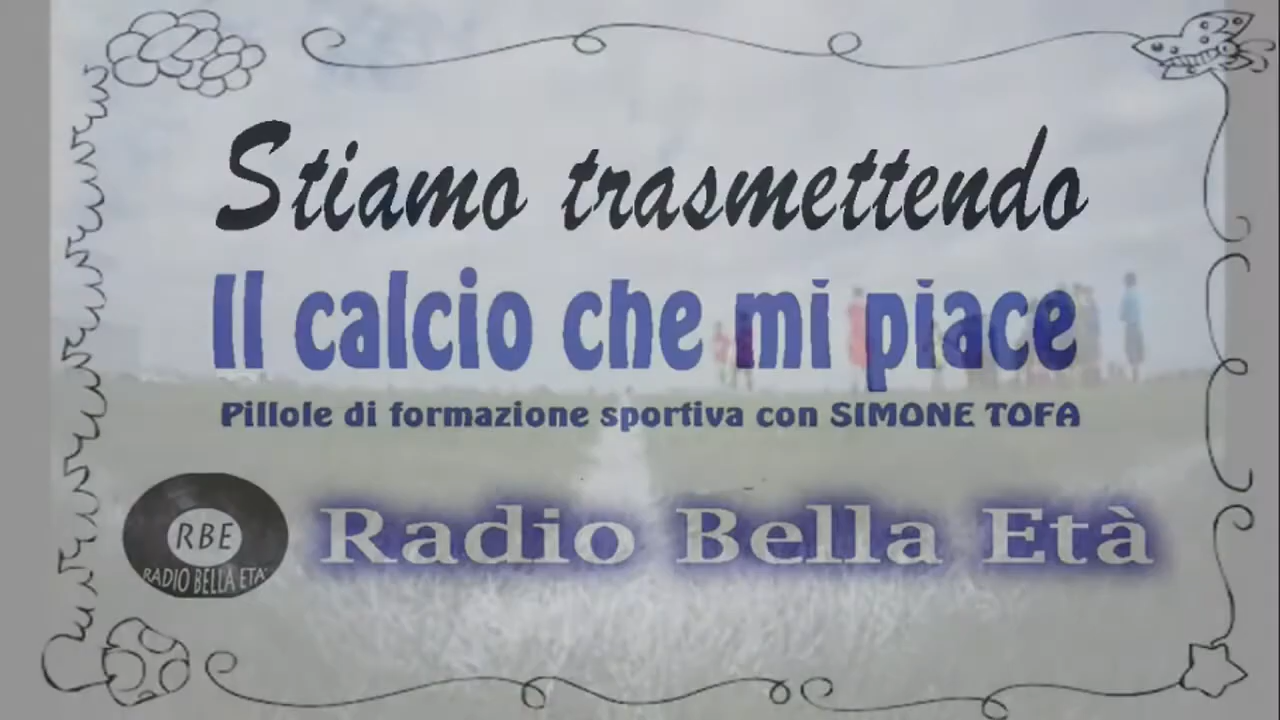 Stiamo trasmettendo
Il calcio che mi piace
Pillole di formazione sportiva con SIMONE TOFA
RBE
RADIO BELLA ETA'
Radio Bella Età